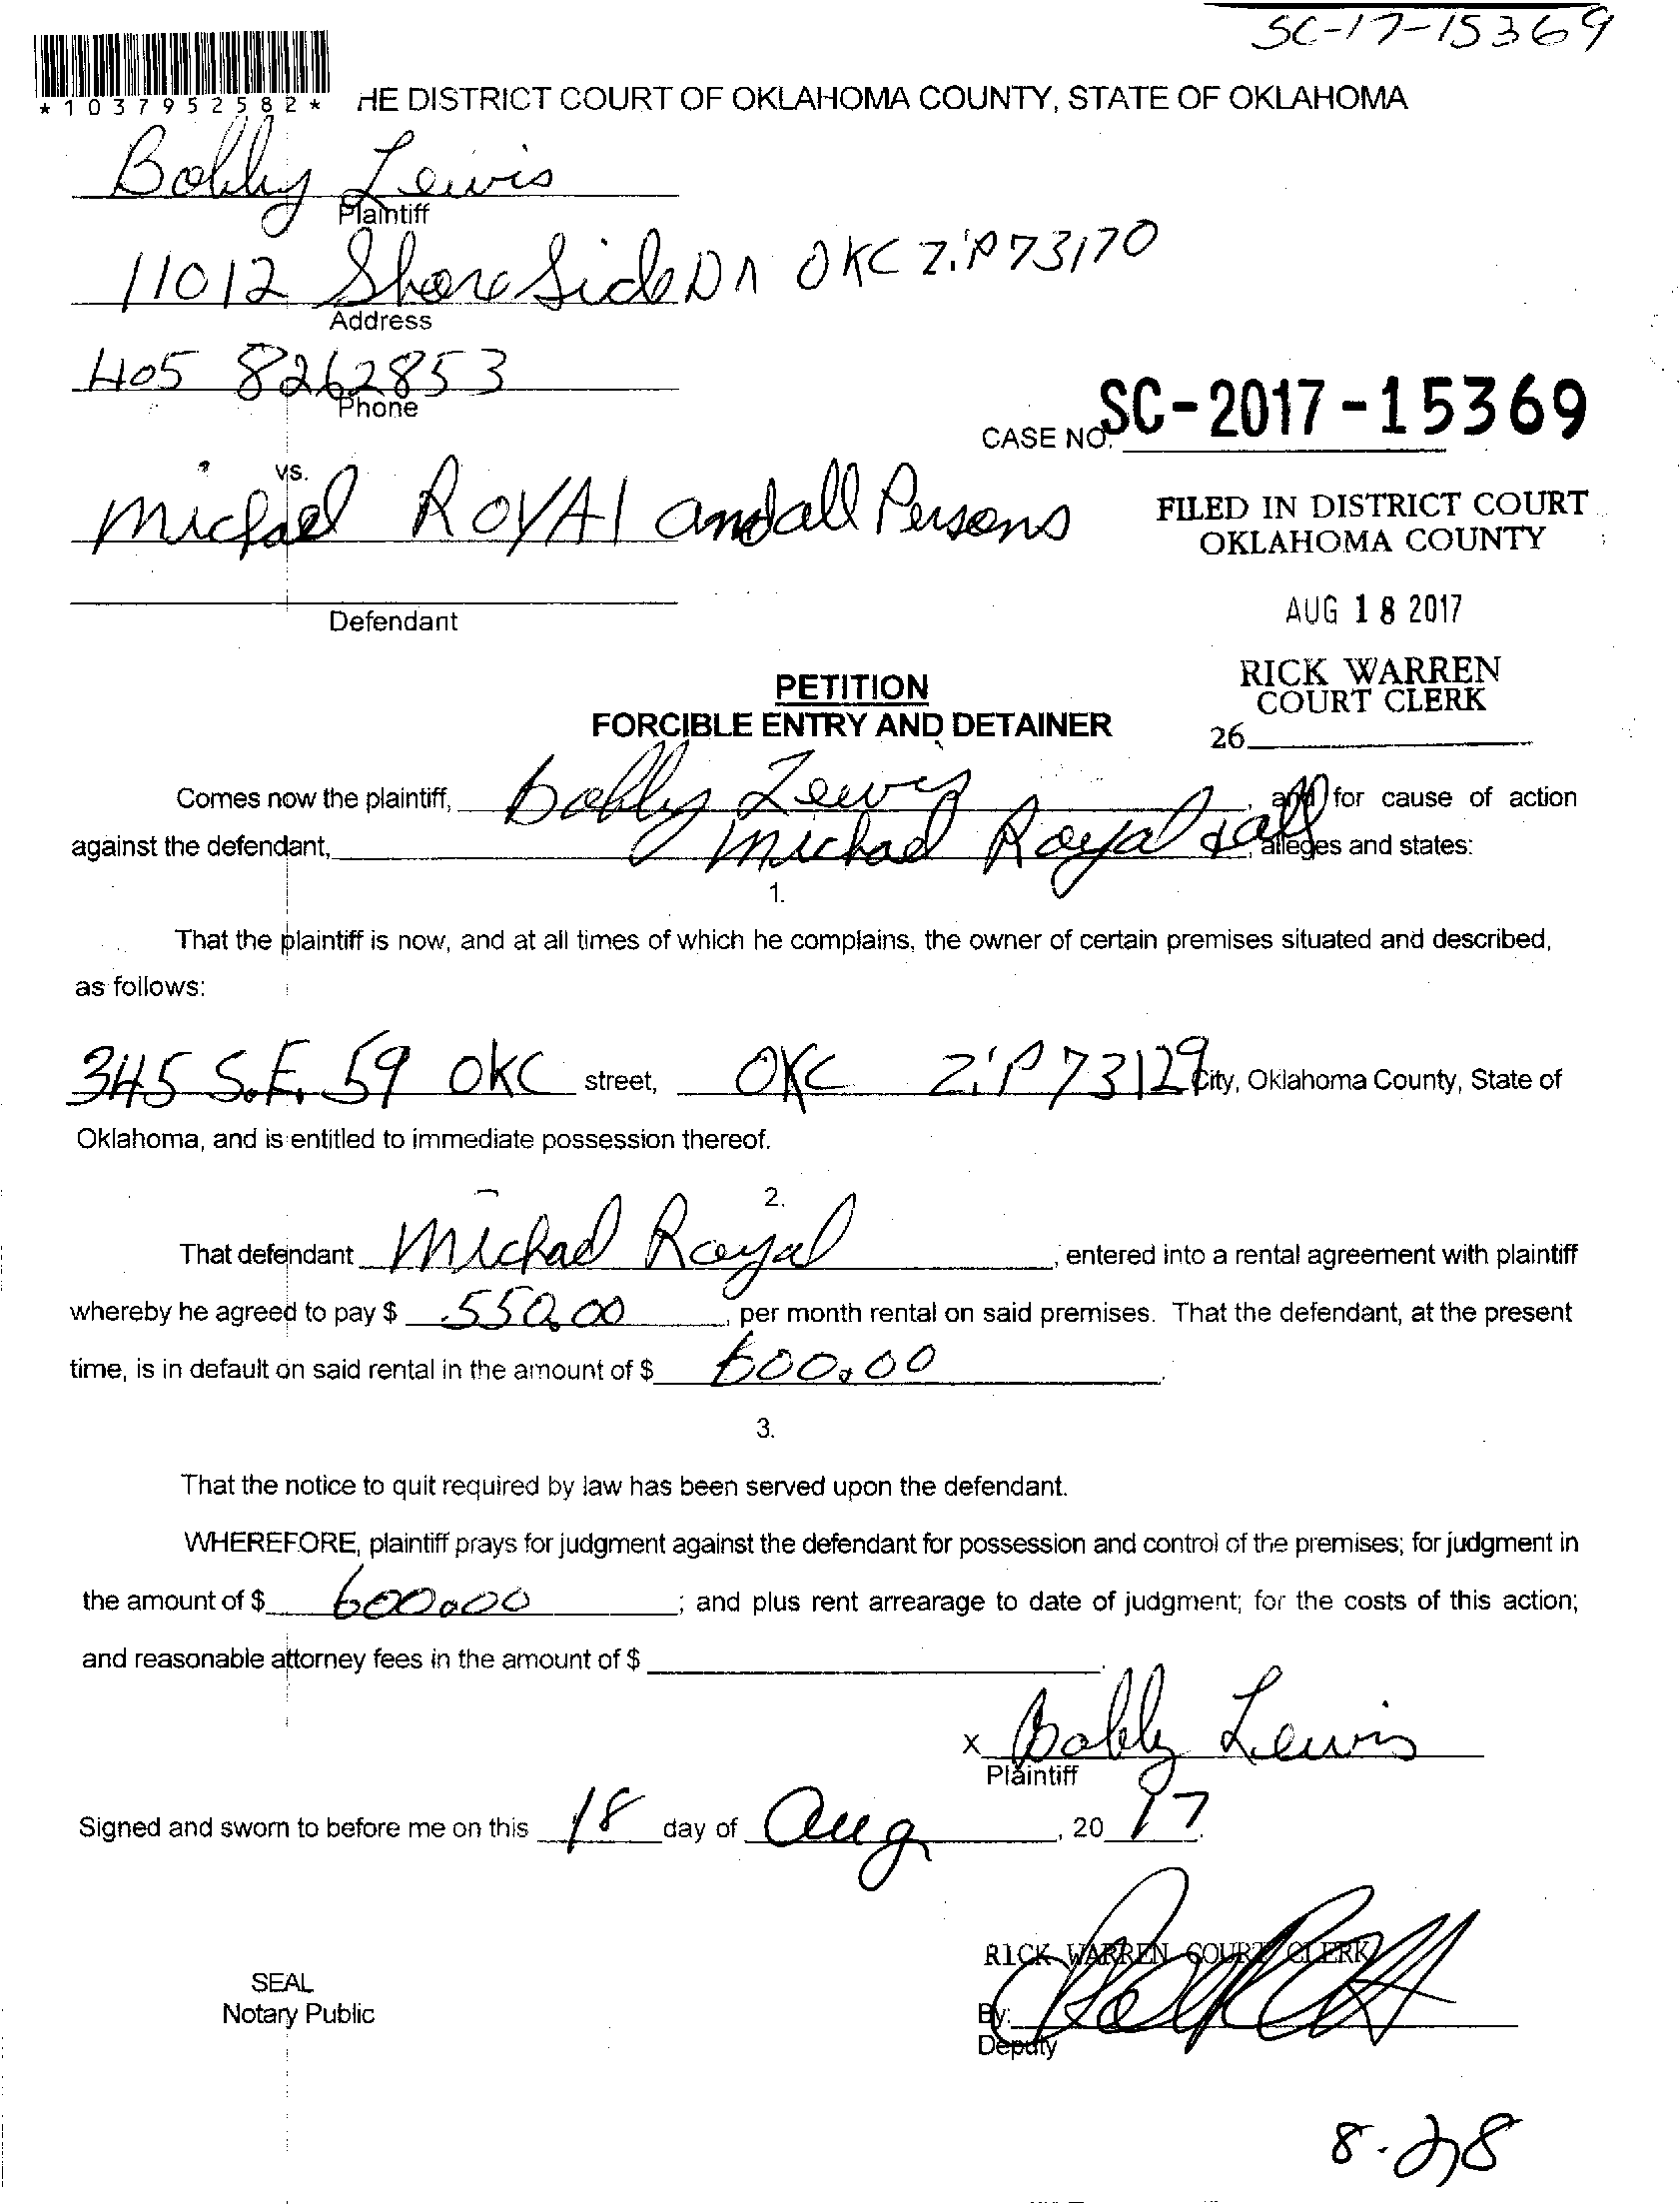 SC-17-15369
*1037952582*
HE DISTRICT COURT OF OKLAHOMA COUNTY, STATE OF OKLAHOMA
Bobby Lewis
Plaintiff
11012 Shore Side Dr OKC Zip 73170
Address
405 8262853
Phone
CASE NO. SC-2017-15369
vs.
Michael Royal and all Persons
FILED IN DISTRICT COURT
OKLAHOMA COUNTY
Defendant
AUG 18 2017
RICK WARREN
COURT CLERK
26
PETITION
FORCIBLE ENTRY AND DETAINER
Comes now the plaintiff, Bobby Lewis, and for cause of action
against the defendant, Michael Royal & all, alleges and states:
1.
That the plaintiff is now, and at all times of which he complains, the owner of certain premises situated and described,
as follows:
345 S.E. 59 OKC street, OKC Zip 73129 City, Oklahoma County, State of
Oklahoma, and is entitled to immediate possession thereof.
2.
That defendant Michael Royal, entered into a rental agreement with plaintiff
whereby he agreed to pay $ 550.00, per month rental on said premises. That the defendant, at the present
time, is in default on said rental in the amount of $ 600.00.
3.
That the notice to quit required by law has been served upon the defendant.
WHEREFORE, plaintiff prays for judgment against the defendant for possession and control of the premises; for judgment in
the amount of $ 600.00; and plus rent arrearage to date of judgment; for the costs of this action;
and reasonable attorney fees in the amount of $.
X Bobby Lewis
Plaintiff
Signed and sworn to before me on this 18 day of Aug, 20 17.
RICK WARREN COURT CLERK
SEAL
Notary Public
By:
Deputy
8-28